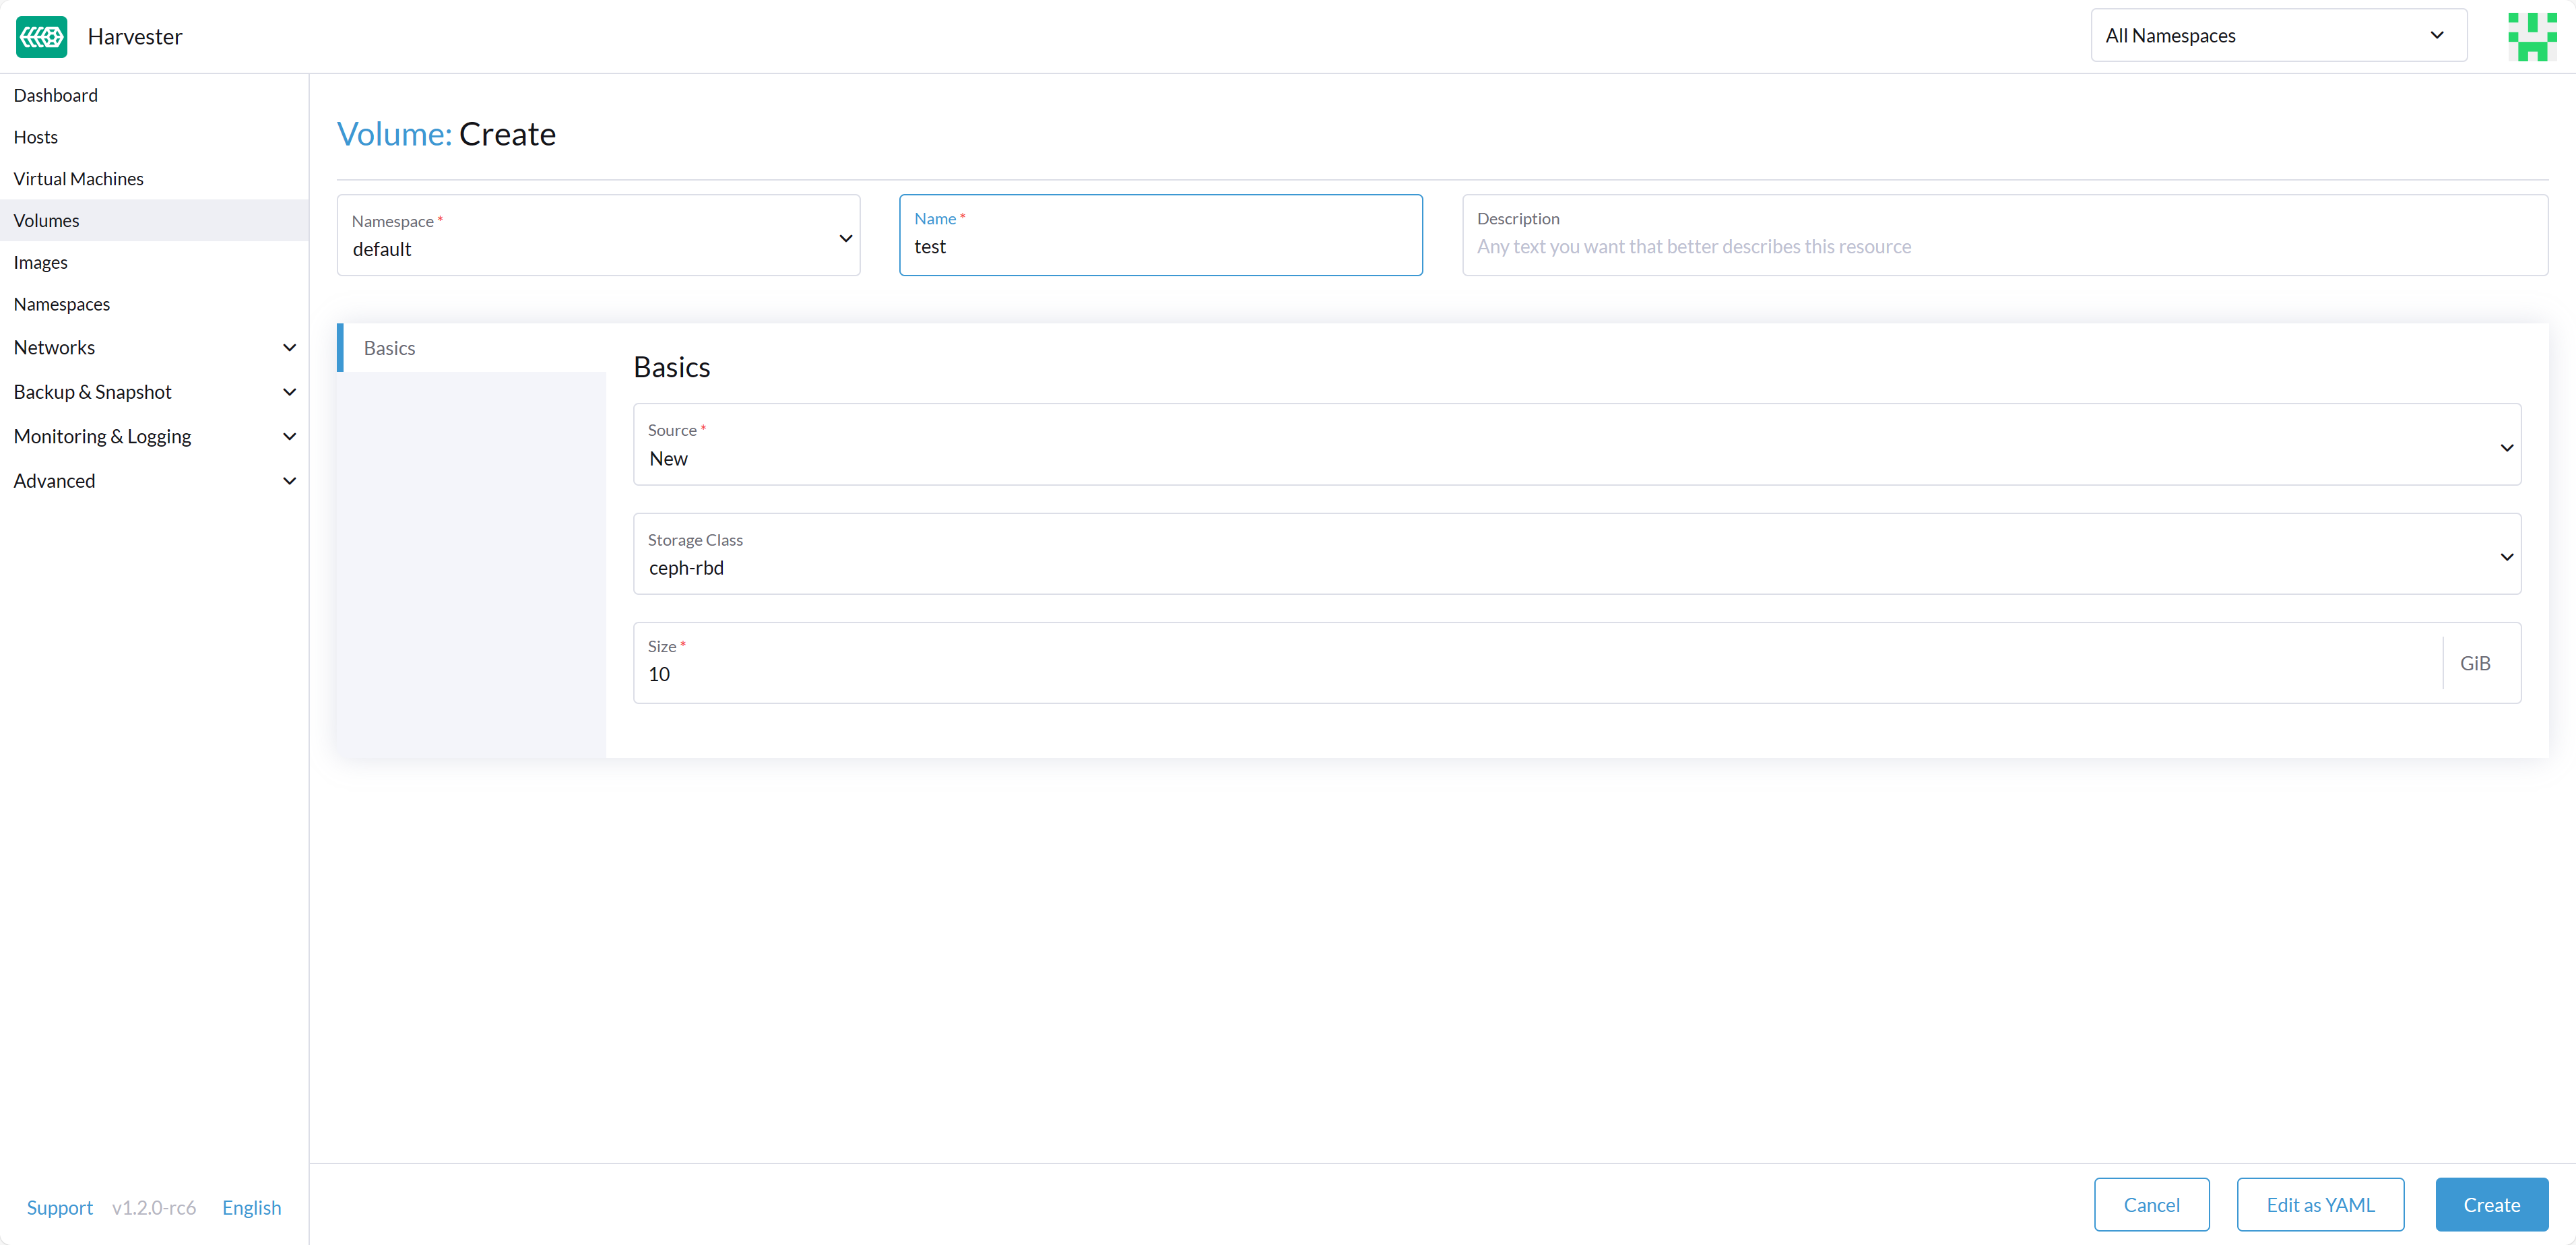 Harvester
All Namespaces
Dashboard
Hosts
Virtual Machines
Volumes
Images
Namespaces
Networks
Backup & Snapshot
Monitoring & Logging
Advanced
Support v1.2.0-rc6 English
Volume: Create
Namespace *
default
Name *
test
Description
Any text you want that better describes this resource
Basics
Basics
Source *
New
Storage Class
ceph-rbd
Size *
10
GiB
Cancel
Edit as YAML
Create